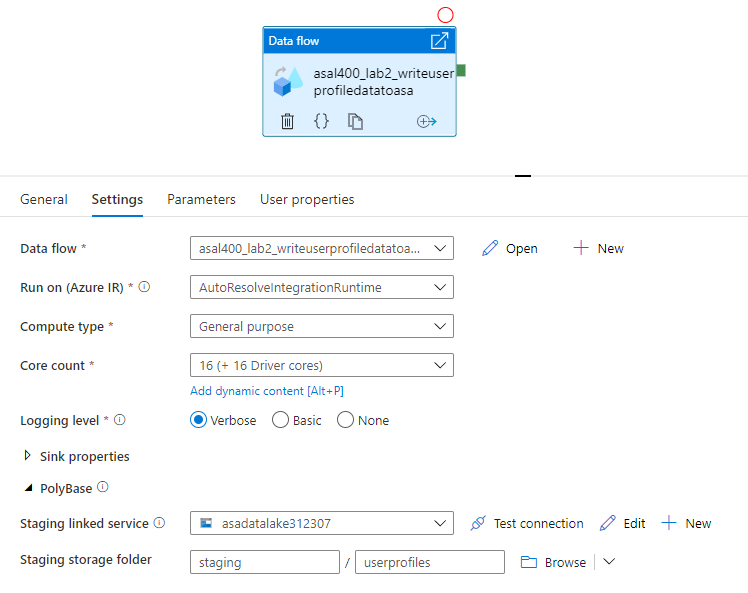 Data flow
asal400_lab2_writeuser
profiledatatoasa
General Settings Parameters User properties
Data flow * asal400_lab2_writeuserprofiledatatoa... Open New
Run on (Azure IR) * AutoResolveIntegrationRuntime
Compute type * General purpose
Core count * 16 (+ 16 Driver cores)
Add dynamic content [Alt+P]
Logging level * Verbose Basic None
Sink properties
PolyBase
Staging linked service asadatalake312307 Test connection Edit New
Staging storage folder staging / userprofiles Browse